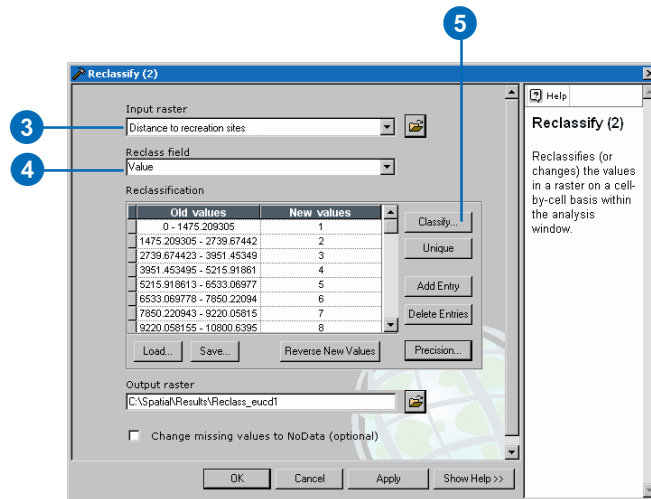 5
Reclassify (2)
Input raster
3
Distance to recreation sites
Reclass field
4
Value
Reclassification
Old values New values
0 - 1475.209305 1
1475.209305 - 2739.67442 2
2739.674423 - 3951.45349 3
3951.453495 - 5215.91861 4
5215.918613 - 6533.06977 5
6533.069778 - 7850.22094 6
7850.220943 - 9220.05815 7
9220.058155 - 10800.6395 8
Classify...
Unique
Add Entry
Delete Entries
Load... Save... Reverse New Values Precision...
Output raster
C:\Spatial\Results\Reclass_eucd1
Change missing values to NoData (optional)
OK Cancel Apply Show Help >>
Help
Reclassify (2)
Reclassifies (or
changes) the values
in a raster on a cell-
by-cell basis within
the analysis
window.